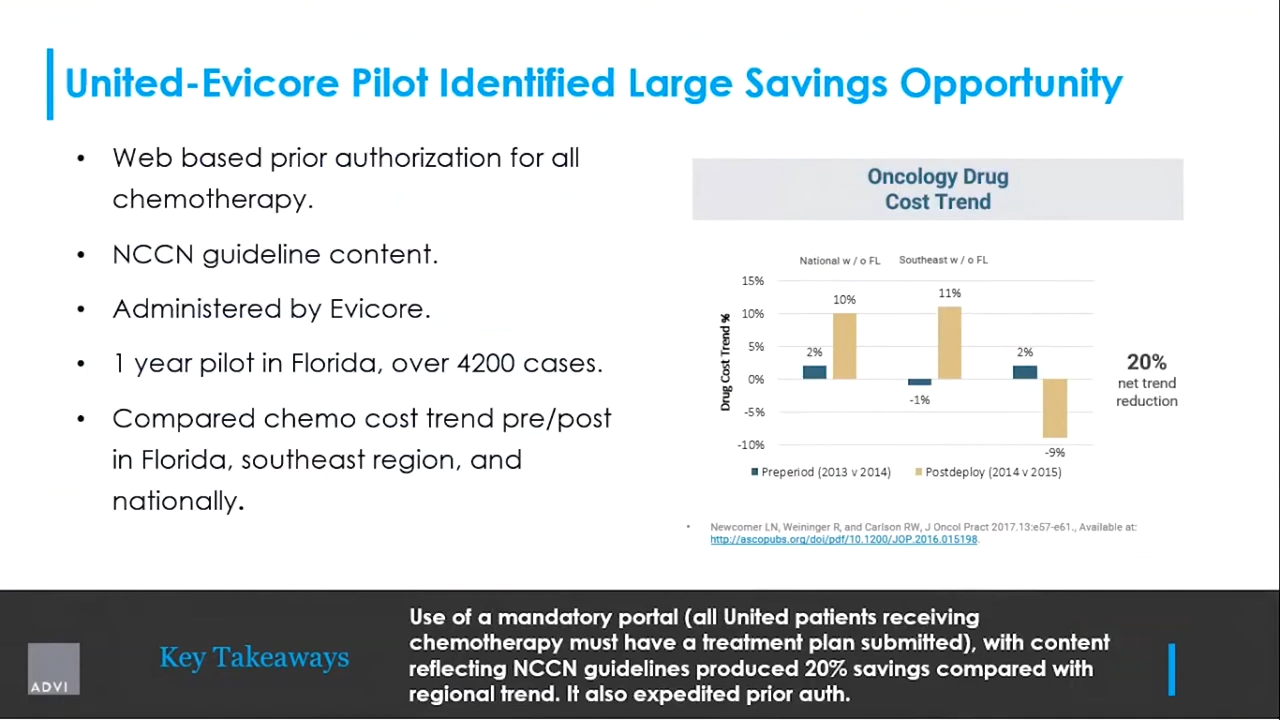 United-Evicore Pilot Identified Large Savings Opportunity
• Web based prior authorization for all
chemotherapy.
• NCCN guideline content.
• Administered by Evicore.
• 1 year pilot in Florida, over 4200 cases.
• Compared chemo cost trend pre/post
in Florida, southeast region, and
nationally.
Oncology Drug
Cost Trend
National w / o FL Southeast w / o FL
Drug Cost Trend %
15%
10%
5%
0%
-5%
-10%
2%
10%
-1%
11%
2%
-9%
Preperiod (2013 v 2014) Postdeploy (2014 v 2015)
20%
net trend
reduction
• Newcomer LN, Weininger R, and Carlson RW, J Oncol Pract 2017.13:e57-e61., Available at:
http://ascopubs.org/doi/pdf/10.1200/JOP.2016.015198.
ADVI
Key Takeaways
Use of a mandatory portal (all United patients receiving
chemotherapy must have a treatment plan submitted), with content
reflecting NCCN guidelines produced 20% savings compared with
regional trend. It also expedited prior auth.